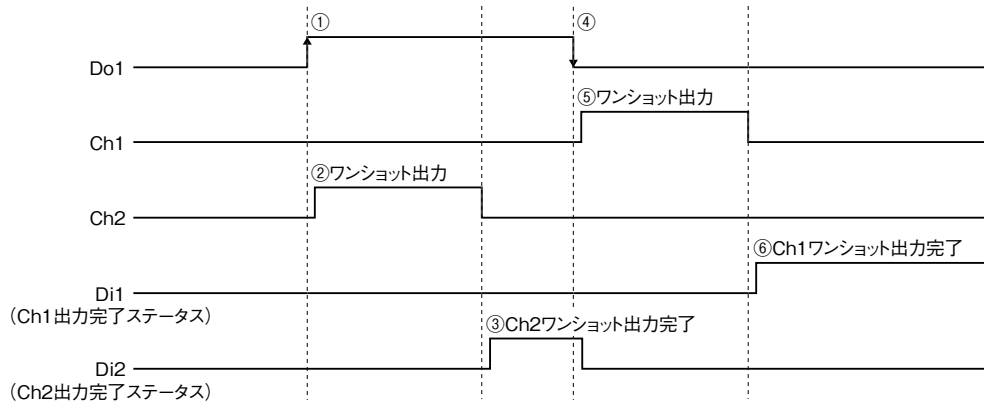 ① ④
Do1
⑤ワンショット出力
Ch1
②ワンショット出力
Ch2
⑥Ch1ワンショット出力完了
Di1
(Ch1出力完了ステータス)
③Ch2ワンショット出力完了
Di2
(Ch2出力完了ステータス)